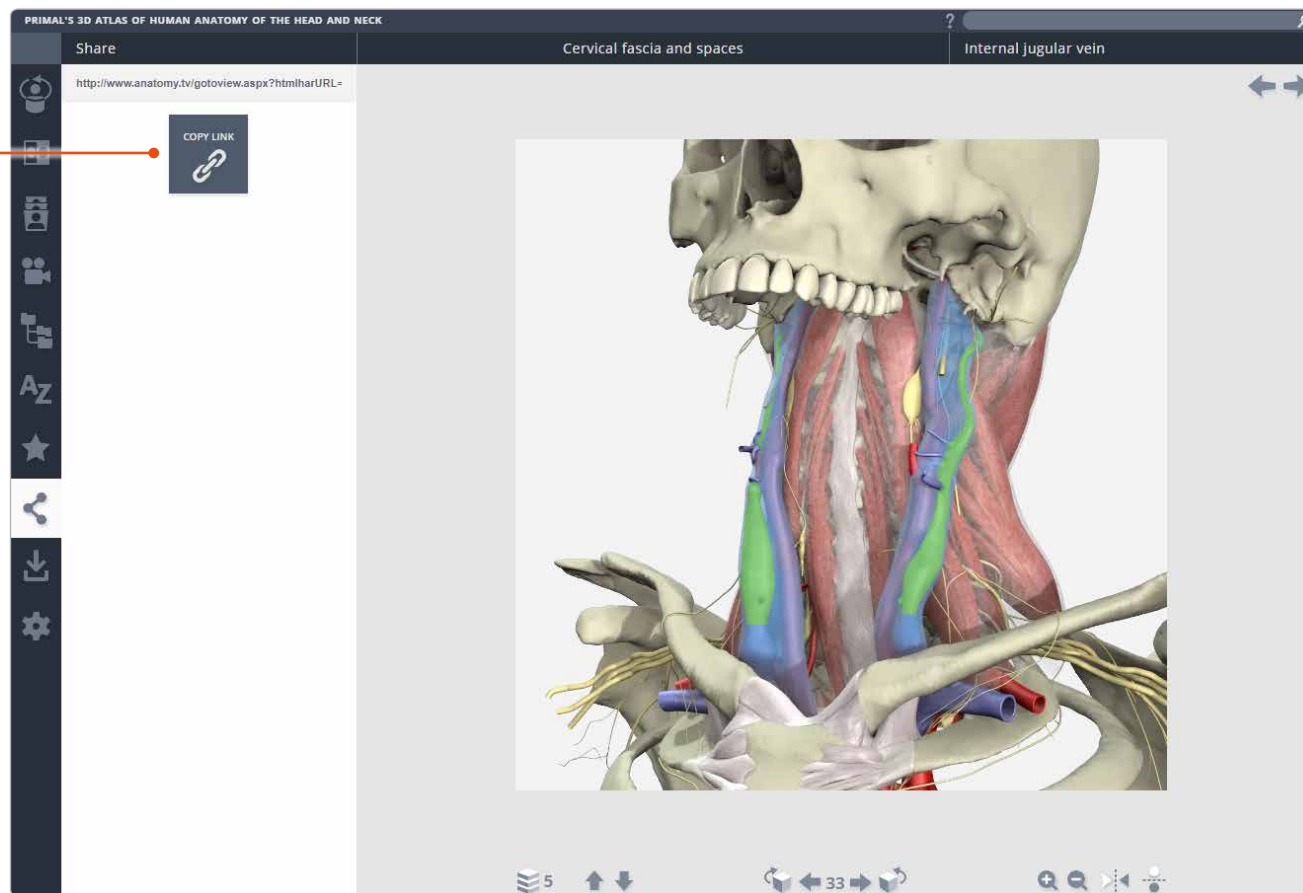 PRIMAL'S 3D ATLAS OF HUMAN ANATOMY OF THE HEAD AND NECK
?
Share
Cervical fascia and spaces
Internal jugular vein
http://www.anatomy.tv/gotoview.aspx?htmlharURL=
COPY LINK
AZ
5
33